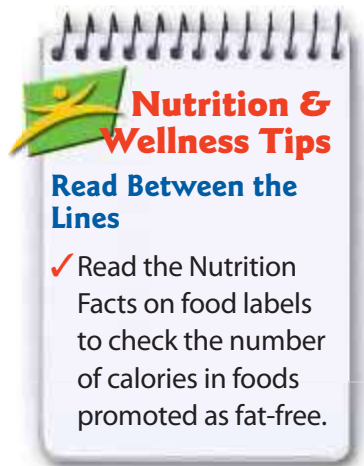 Nutrition &
Wellness Tips
Read Between the
Lines
✓ Read the Nutrition
Facts on food labels
to check the number
of calories in foods
promoted as fat-free.